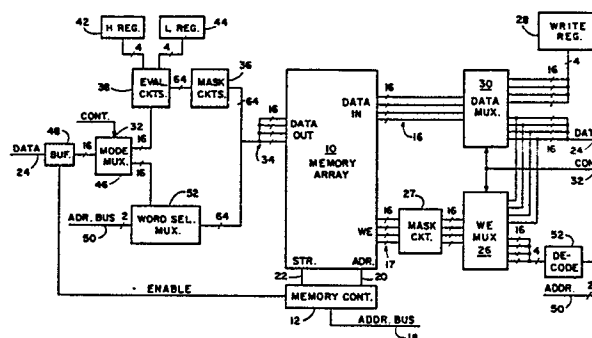 42 H REG.
L REG. 44
4 4
38 EVAL. CKTS.
64
36 MASK CKTS.
64
CONT. 32
48 BUF.
DATA 24
16
MODE MUX. 46
16
16
52 WORD SEL. MUX.
ADR. BUS 50
2
64
16
DATA OUT
34
10 MEMORY ARRAY
DATA IN
16
16
WE
17
STR. ADR.
22 20
ENABLE
MEMORY CONT. 12
ADDR. BUS 18
28 WRITE REG.
4
16
30 DATA MUX.
16
16
DAT
24
CON
32
27 MASK CKT.
16
16
WE MUX 26
16
4
52 DE-CODE
ADDR. 50
2